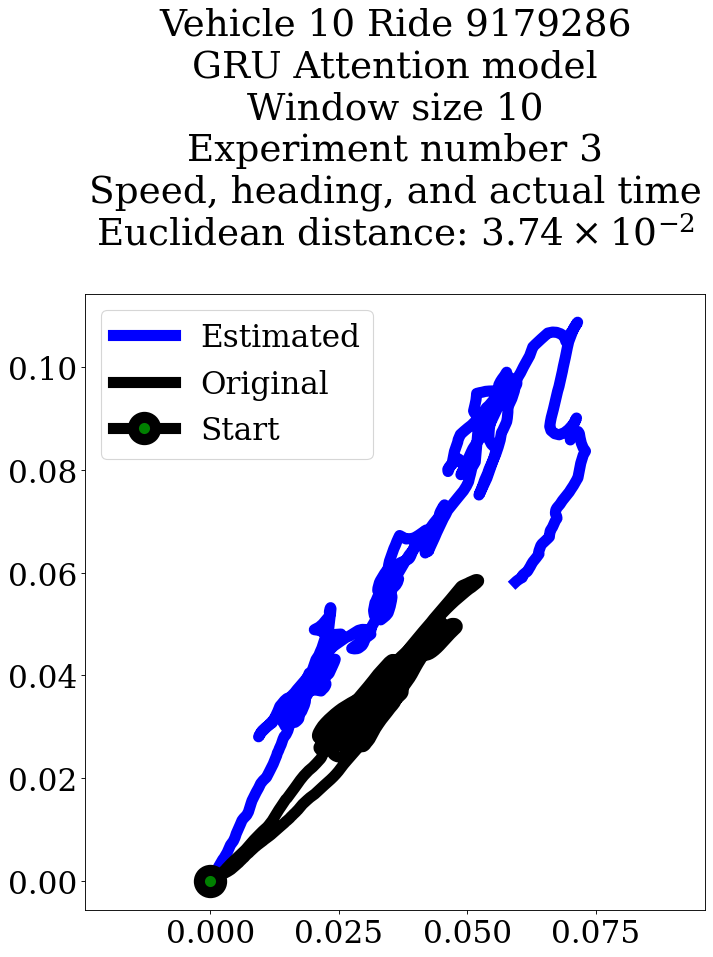 Vehicle 10 Ride 9179286
GRU Attention model
Window size 10
Experiment number 3
Speed, heading, and actual time
Euclidean distance: 3.74 × 10⁻²
Estimated
Original
Start
0.10
0.08
0.06
0.04
0.02
0.00
0.000 0.025 0.050 0.075